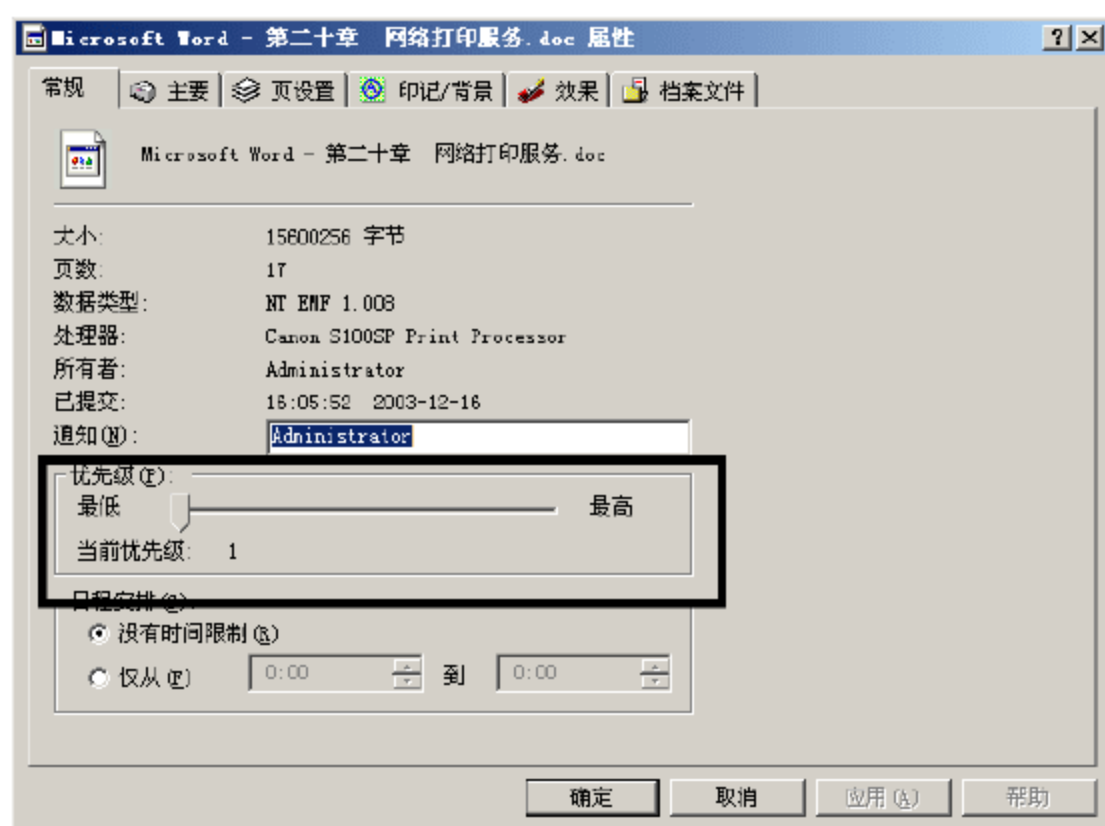 Microsoft Word - 第二十章 网络打印服务.doc 属性
常规 主要 页设置 印记/背景 效果 档案文件
Microsoft Word - 第二十章 网络打印服务.doc
大小: 15600256 字节
页数: 17
数据类型: NT EMF 1.008
处理器: Canon S100SP Print Processor
所有者: Administrator
已提交: 16:05:52 2003-12-16
通知(N): Administrator
优先级(P):
最低 最高
当前优先级: 1
日程安排
没有时间限制(R)
仅从(F) 0:00 到 0:00
确定 取消 应用(A) 帮助